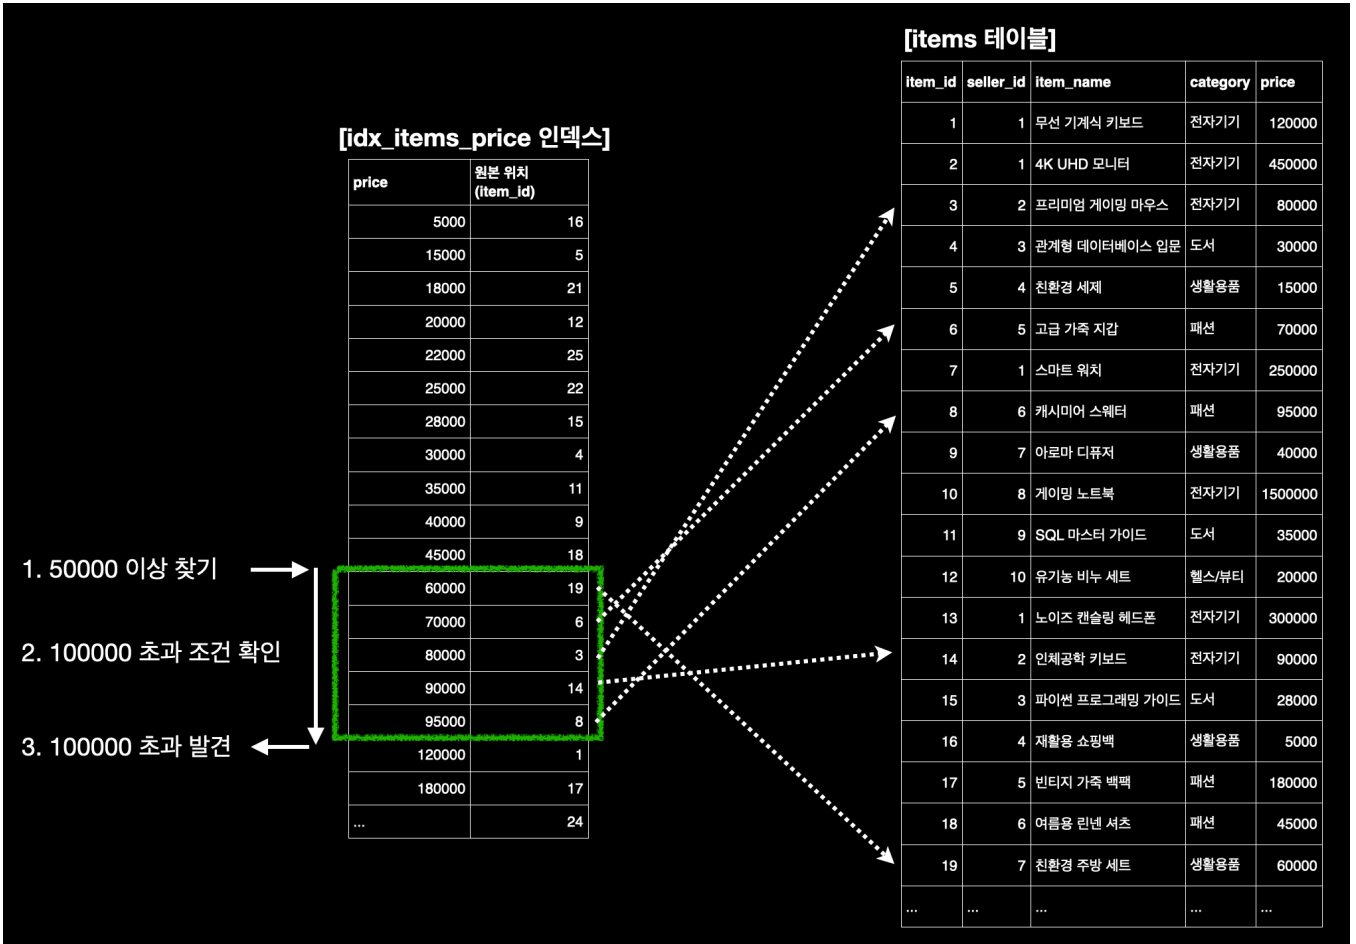 [items 테이블]
item_id seller_id item_name category price
1 1 무선 기계식 키보드 전자기기 120000
2 1 4K UHD 모니터 전자기기 450000
3 2 프리미엄 게이밍 마우스 전자기기 80000
4 3 관계형 데이터베이스 입문 도서 30000
5 4 친환경 세제 생활용품 15000
6 5 고급 가죽 지갑 패션 70000
7 1 스마트 워치 전자기기 250000
8 6 캐시미어 스웨터 패션 95000
9 7 아로마 디퓨저 생활용품 40000
10 8 게이밍 노트북 전자기기 1500000
11 9 SQL 마스터 가이드 도서 35000
12 10 유기농 비누 세트 헬스/뷰티 20000
13 1 노이즈 캔슬링 헤드폰 전자기기 300000
14 2 인체공학 키보드 전자기기 90000
15 3 파이썬 프로그래밍 가이드 도서 28000
16 4 재활용 쇼핑백 생활용품 5000
17 5 빈티지 가죽 백팩 패션 180000
18 6 여름용 린넨 셔츠 패션 45000
19 7 친환경 주방 세트 생활용품 60000
... ... ... ... ...
[idx_items_price 인덱스]
price 원본 위치
(item_id)
5000 16
15000 5
18000 21
20000 12
22000 25
25000 22
28000 15
30000 4
35000 11
40000 9
45000 18
60000 19
70000 6
80000 3
90000 14
95000 8
120000 1
180000 17
... 24
1. 50000 이상 찾기
2. 100000 초과 조건 확인
3. 100000 초과 발견